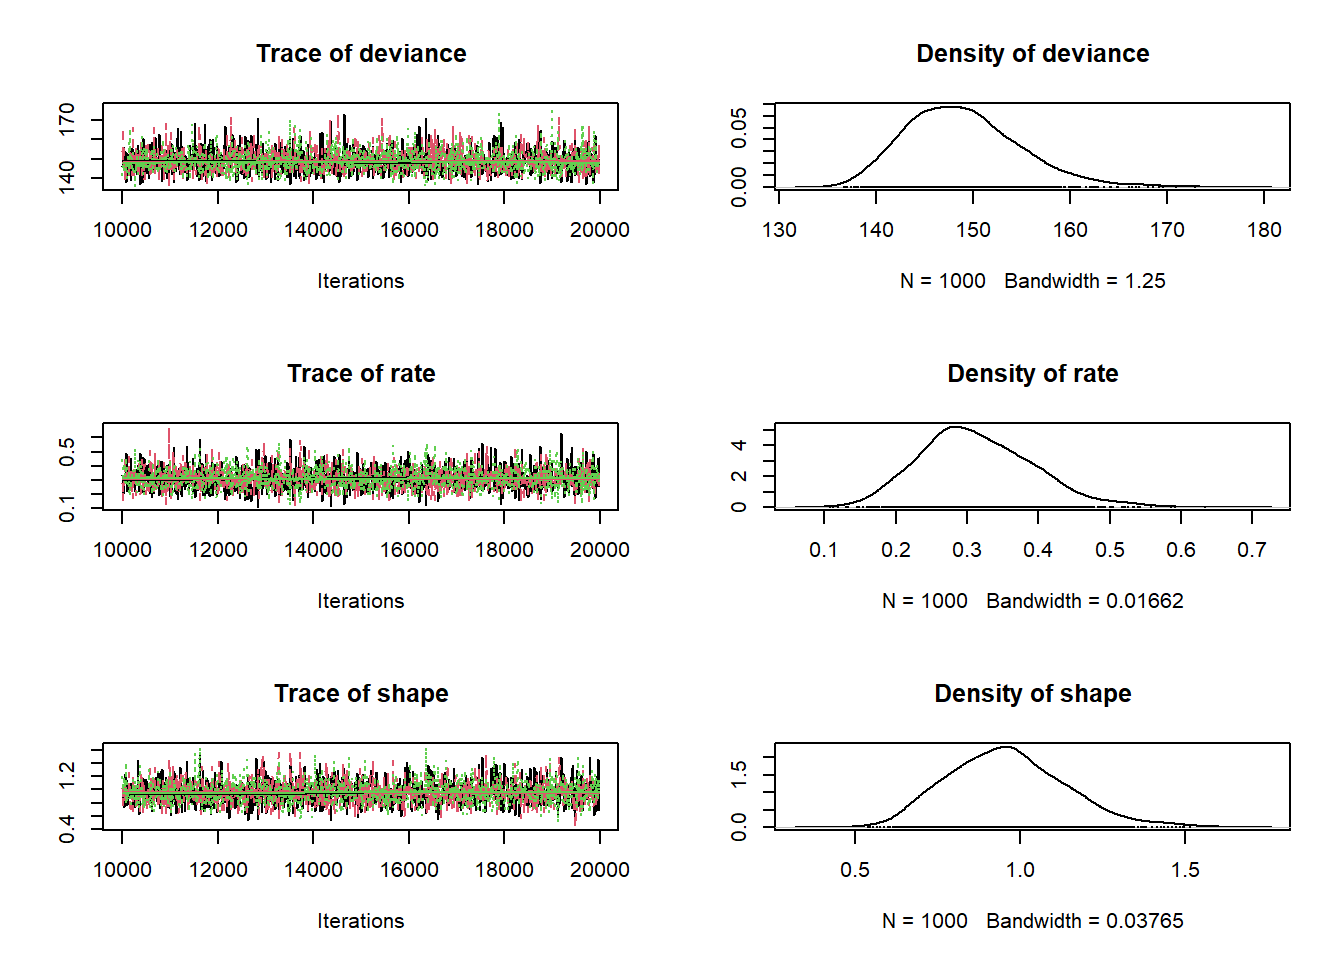 Trace of deviance
170
140
10000 12000 14000 16000 18000 20000
Iterations
Density of deviance
0.05
0.00
130 140 150 160 170 180
N = 1000 Bandwidth = 1.25
Trace of rate
0.5
0.1
10000 12000 14000 16000 18000 20000
Iterations
Density of rate
4
2
0
0.1 0.2 0.3 0.4 0.5 0.6 0.7
N = 1000 Bandwidth = 0.01662
Trace of shape
1.2
0.4
10000 12000 14000 16000 18000 20000
Iterations
Density of shape
1.5
0.0
0.5 1.0 1.5
N = 1000 Bandwidth = 0.03765